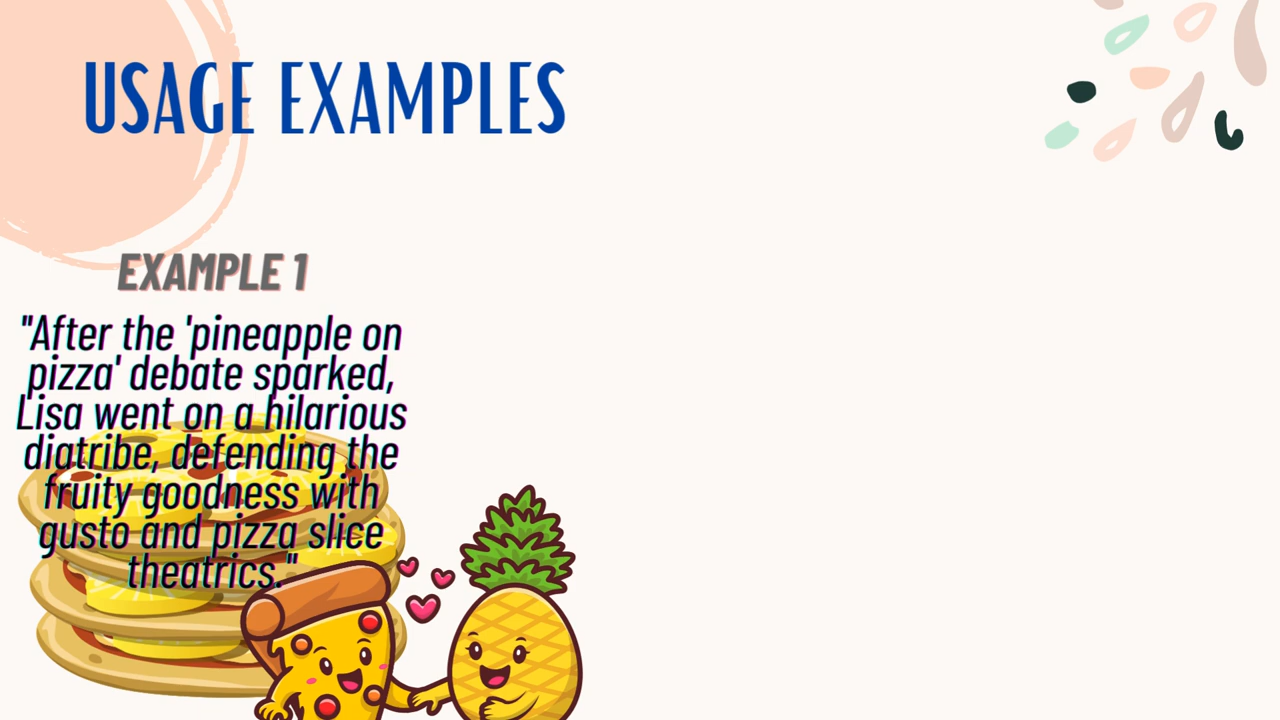 USAGE EXAMPLES
EXAMPLE 1
"After the 'pineapple on
pizza' debate sparked,
Lisa went on a hilarious
diatribe, defending the
fruity goodness with
gusto and pizza slice
theatrics."